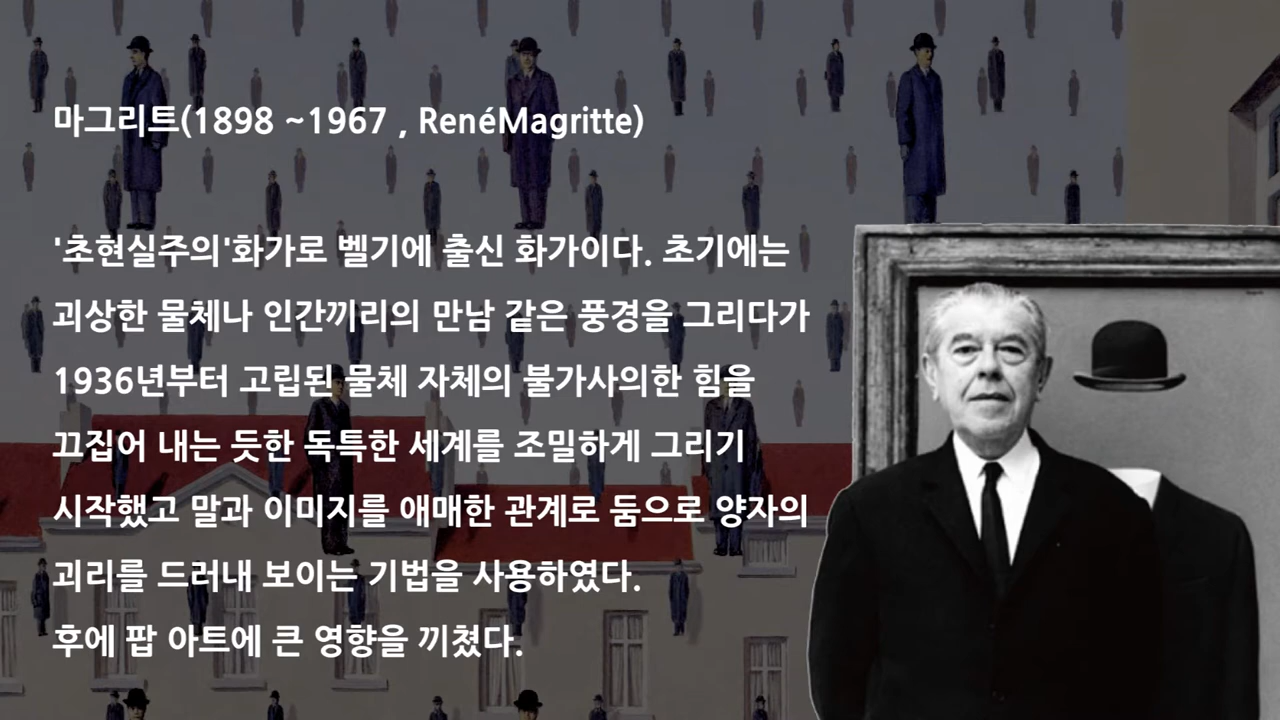 마그리트(1898 ~1967 , RenéMagritte)
'초현실주의'화가로 벨기에 출신 화가이다. 초기에는
괴상한 물체나 인간끼리의 만남 같은 풍경을 그리다가
1936년부터 고립된 물체 자체의 불가사의한 힘을
끄집어 내는 듯한 독특한 세계를 조밀하게 그리기
시작했고 말과 이미지를 애매한 관계로 둠으로 양자의
괴리를 드러내 보이는 기법을 사용하였다.
후에 팝 아트에 큰 영향을 끼쳤다.